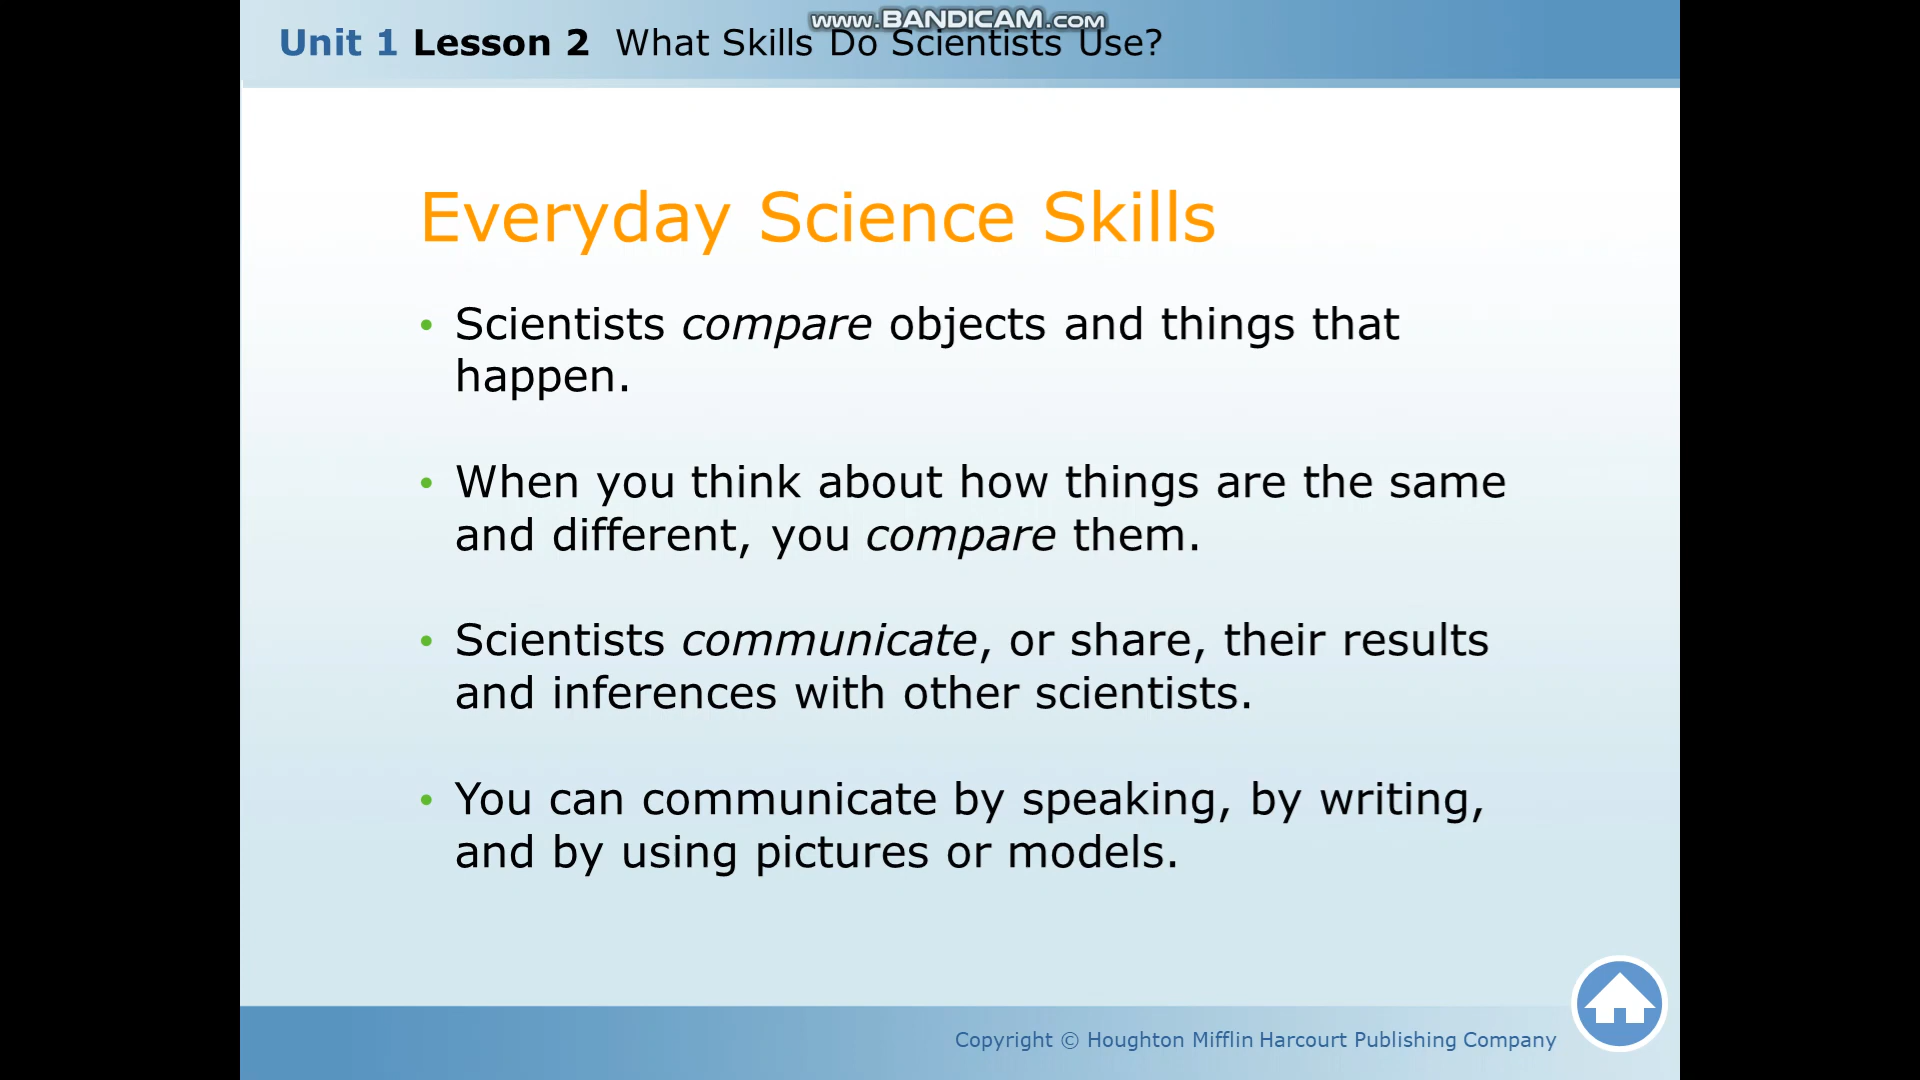 www.BANDICAM.com
Unit 1 Lesson 2 What Skills Do Scientists Use?
Everyday Science Skills
• Scientists compare objects and things that
happen.
• When you think about how things are the same
and different, you compare them.
• Scientists communicate, or share, their results
and inferences with other scientists.
• You can communicate by speaking, by writing,
and by using pictures or models.
Copyright © Houghton Mifflin Harcourt Publishing Company